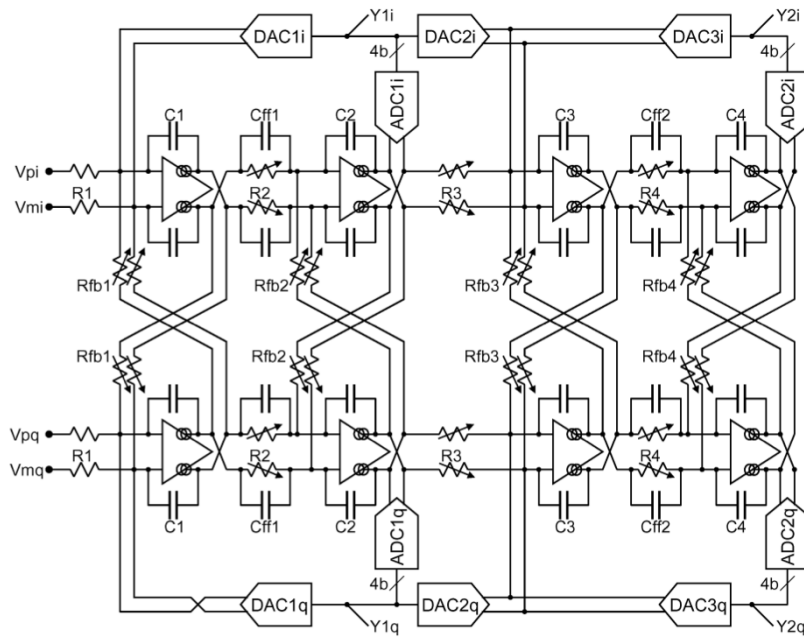 Y1i Y2i
DAC1i DAC2i DAC3i
4b 4b
ADC1i ADC2i
C1 Cff1 C2 C3 Cff2 C4
Vpi
R1 R2 R3 R4
Vmi
Rfb1 Rfb2 Rfb3 Rfb4
Rfb1 Rfb2 Rfb3 Rfb4
Vpq
R1 R2 R3 R4
Vmq
C1 Cff1 C2 C3 Cff2 C4
ADC1q ADC2q
4b 4b
DAC1q DAC2q DAC3q
Y1q Y2q